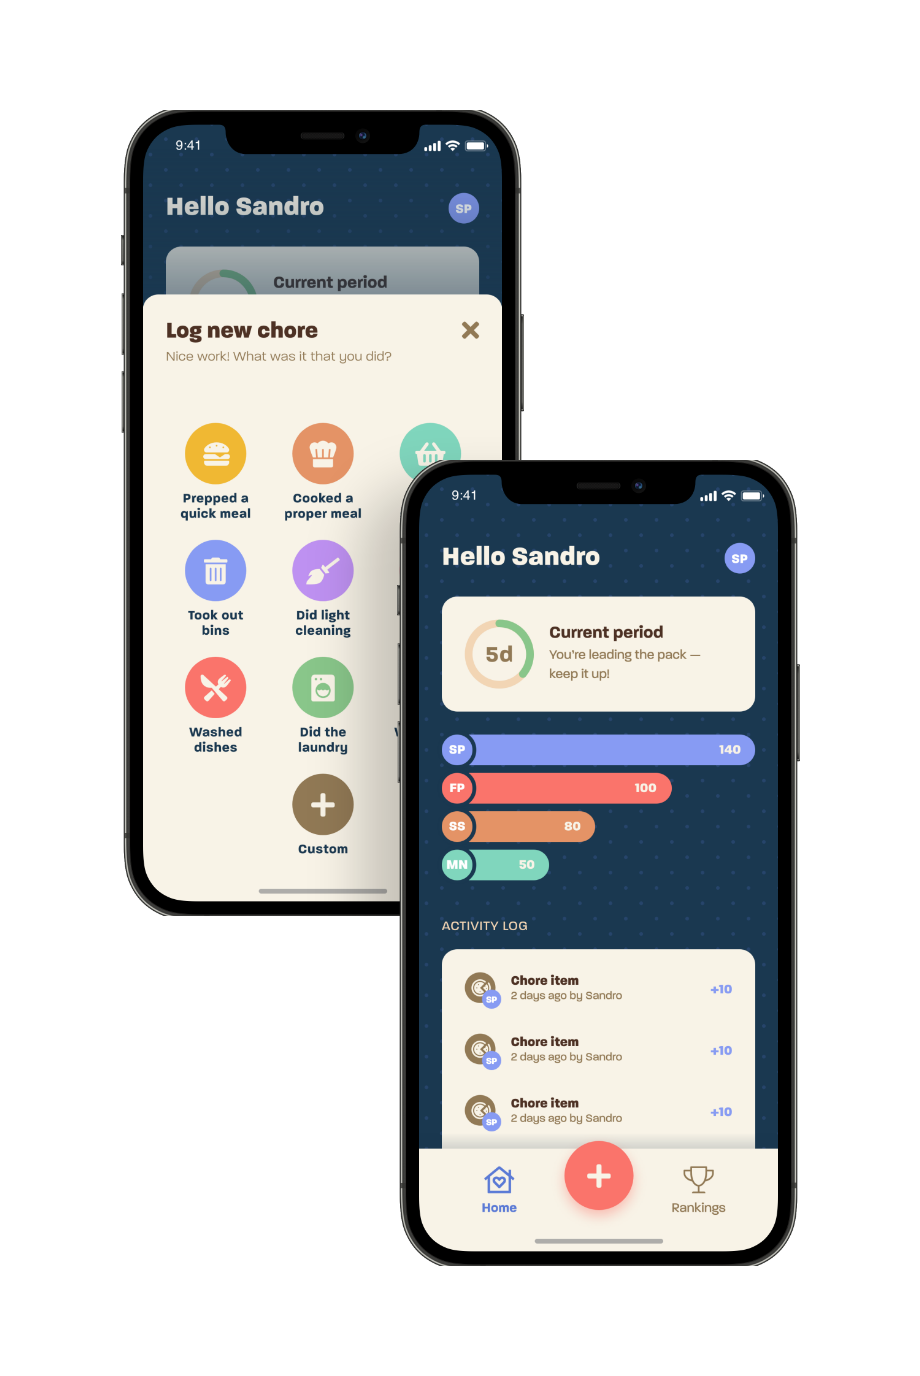 9:41
Hello Sandro
SP
Current period
Log new chore
Nice work! What was it that you did?
Prepped a
quick meal
Cooked a
proper meal
Took out
bins
Did light
cleaning
Washed
dishes
Did the
laundry
Custom
9:41
Hello Sandro
SP
5d
Current period
You're leading the pack —
keep it up!
SP
140
FP
100
SS
80
MN
50
ACTIVITY LOG
SP
Chore item
2 days ago by Sandro
+10
SP
Chore item
2 days ago by Sandro
+10
SP
Chore item
2 days ago by Sandro
+10
Home
Rankings